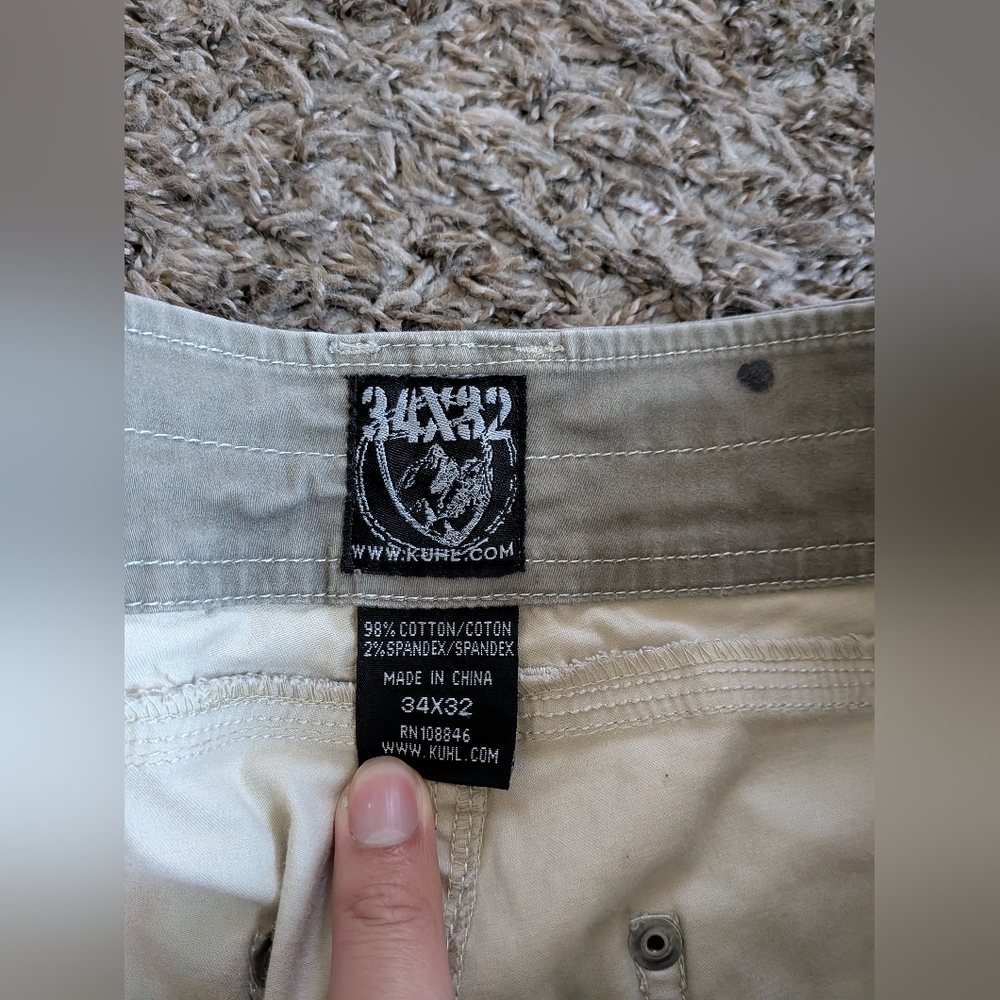 34X32
WWW.KUHL.COM
98% COTTON/COTON
2% SPANDEX/SPANDEX
MADE IN CHINA
34X32
RN108846
WWW.KUHL.COM